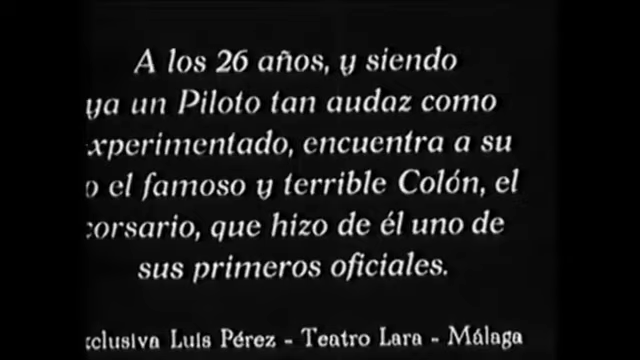 A los 26 años, y siendo
ya un Piloto tan audaz como
xperimentado, encuentra a su
o el famoso y terrible Colón, el
corsario, que hizo de él uno de
sus primeros oficiales.
xclusiva Luis Pérez - Teatro Lara - Málaga